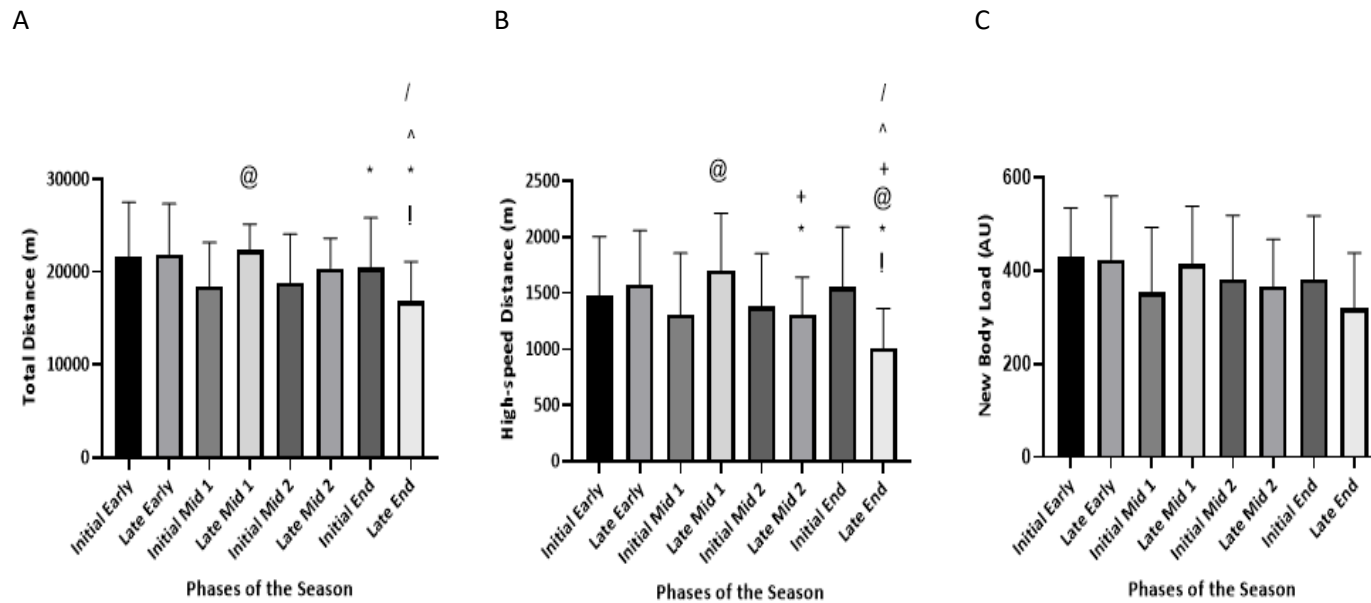 A
B
C
Total Distance (m)
30000
20000
10000
0
@
*
/
^
*
!
Initial Early
Late Early
Initial Mid 1
Late Mid 1
Initial Mid 2
Late Mid 2
Initial End
Late End
Phases of the Season
High-speed Distance (m)
2500
2000
1500
1000
500
0
@
+
*
/
^
+
@
*
!
Initial Early
Late Early
Initial Mid 1
Late Mid 1
Initial Mid 2
Late Mid 2
Initial End
Late End
Phases of the Season
New Body Load (AU)
600
400
200
0
Initial Early
Late Early
Initial Mid 1
Late Mid 1
Initial Mid 2
Late Mid 2
Initial End
Late End
Phases of the Season